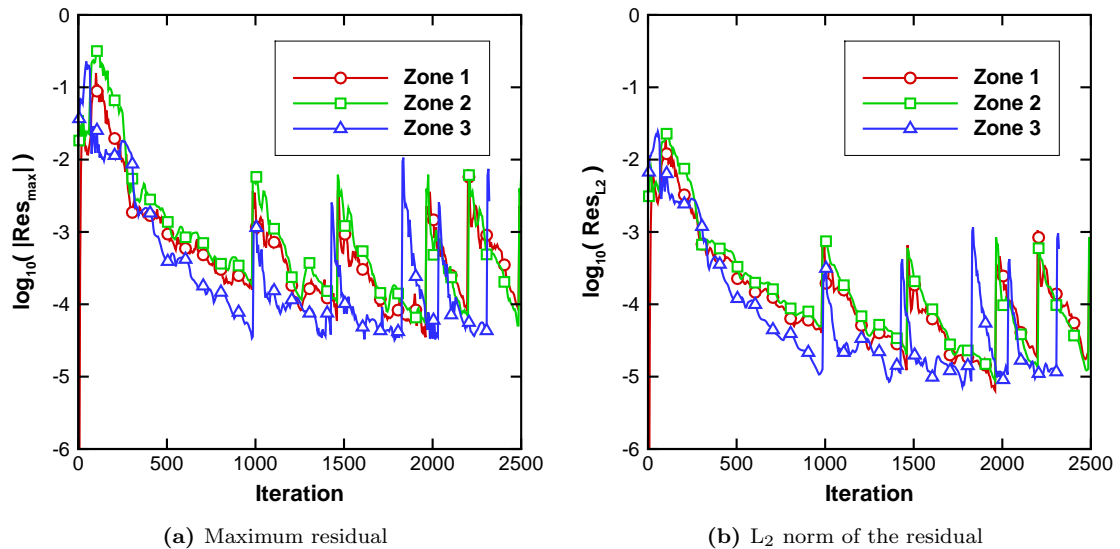 0
-1
-2
-3
-4
-5
-6
log10( |Resmax| )
0 500 1000 1500 2000 2500
Iteration
Zone 1
Zone 2
Zone 3
(a) Maximum residual
0
-1
-2
-3
-4
-5
-6
log10( ResL2 )
0 500 1000 1500 2000 2500
Iteration
Zone 1
Zone 2
Zone 3
(b) L2 norm of the residual